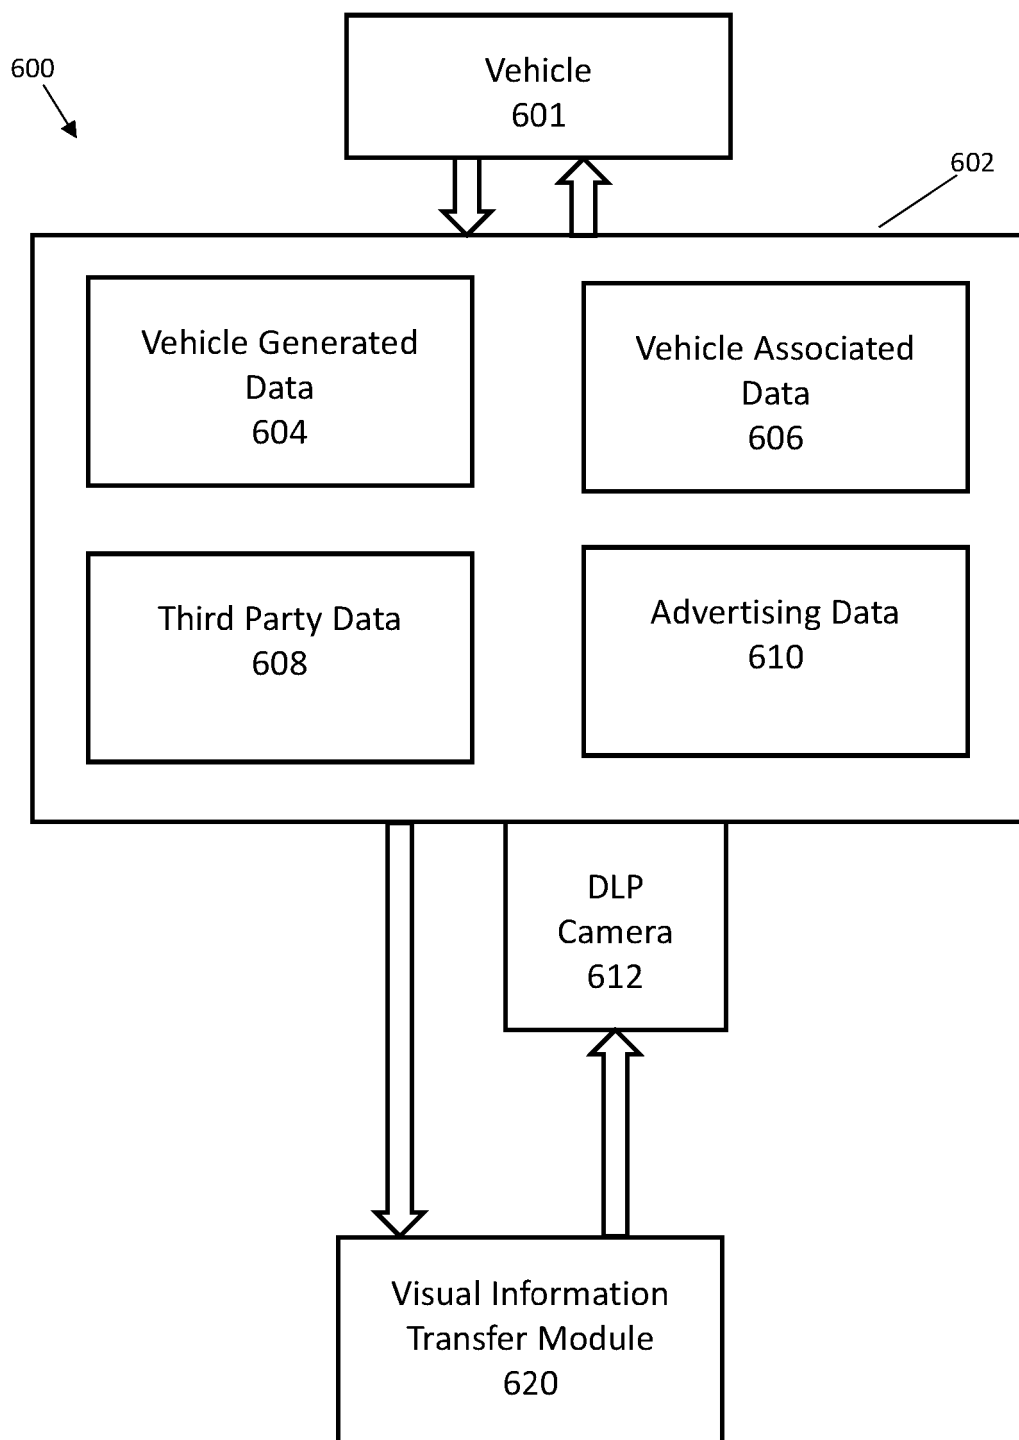 600
Vehicle
601
602
Vehicle Generated
Data
604
Vehicle Associated
Data
606
Third Party Data
608
Advertising Data
610
DLP
Camera
612
Visual Information
Transfer Module
620